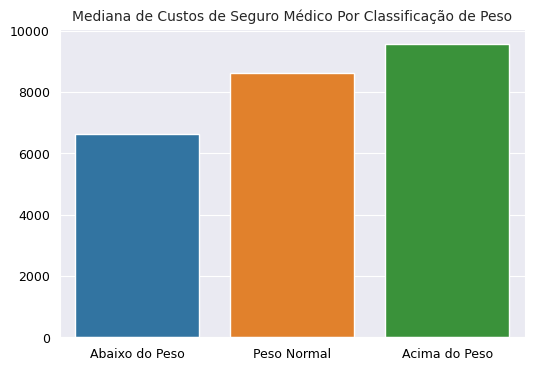 Mediana de Custos de Seguro Médico Por Classificação de Peso
10000
8000
6000
4000
2000
0
Abaixo do Peso
Peso Normal
Acima do Peso